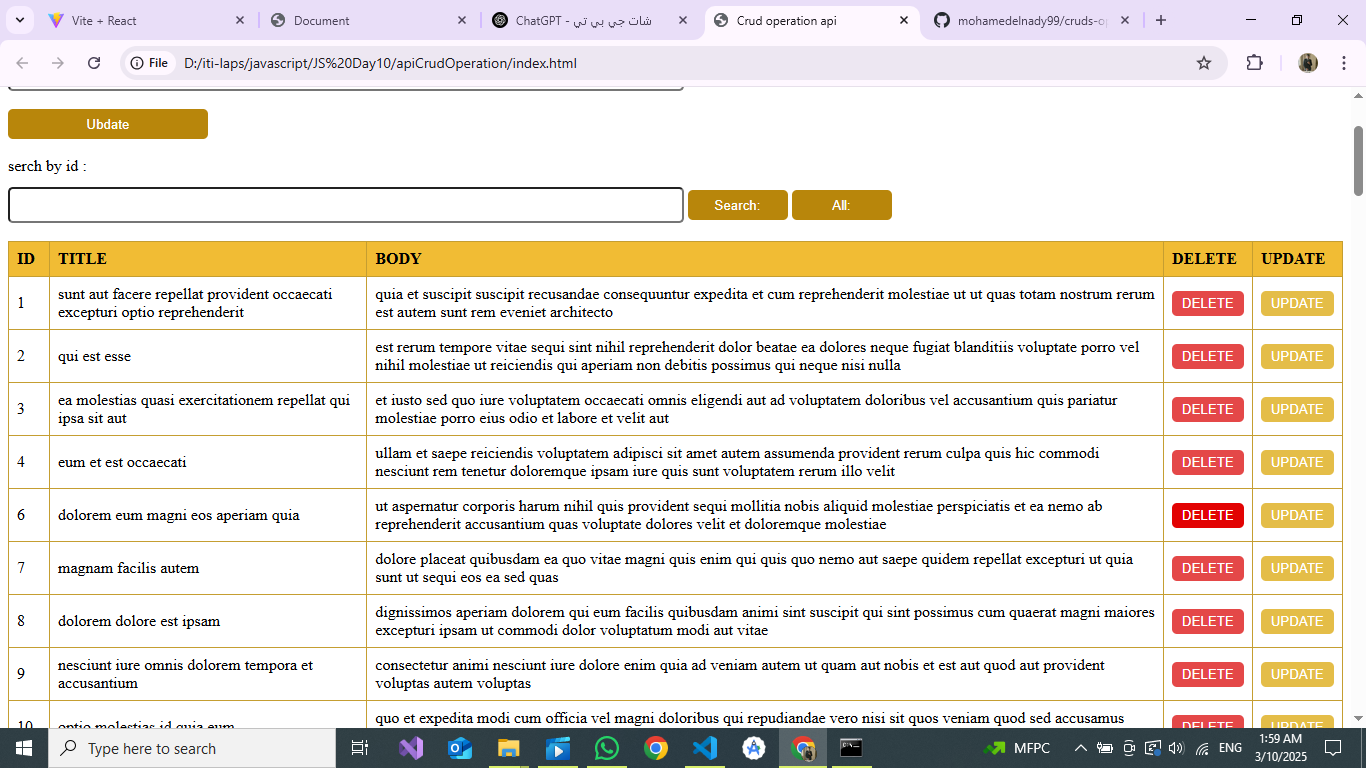 Vite + React
Document
ChatGPT - شات جي بي تي
Crud operation api
mohamedelnady99/cruds-o
File
D:/iti-laps/javascript/JS%20Day10/apiCrudOperation/index.html
Ubdate
serch by id :
Search:
All:
ID TITLE BODY DELETE UPDATE
1 sunt aut facere repellat provident occaecati excepturi optio reprehenderit quia et suscipit suscipit recusandae consequuntur expedita et cum reprehenderit molestiae ut ut quas totam nostrum rerum est autem sunt rem eveniet architecto DELETE UPDATE
2 qui est esse est rerum tempore vitae sequi sint nihil reprehenderit dolor beatae ea dolores neque fugiat blanditiis voluptate porro vel nihil molestiae ut reiciendis qui aperiam non debitis possimus qui neque nisi nulla DELETE UPDATE
3 ea molestias quasi exercitationem repellat qui ipsa sit aut et iusto sed quo iure voluptatem occaecati omnis eligendi aut ad voluptatem doloribus vel accusantium quis pariatur molestiae porro eius odio et labore et velit aut DELETE UPDATE
4 eum et est occaecati ullam et saepe reiciendis voluptatem adipisci sit amet autem assumenda provident rerum culpa quis hic commodi nesciunt rem tenetur doloremque ipsam iure quis sunt voluptatem rerum illo velit DELETE UPDATE
6 dolorem eum magni eos aperiam quia ut aspernatur corporis harum nihil quis provident sequi mollitia nobis aliquid molestiae perspiciatis et ea nemo ab reprehenderit accusantium quas voluptate dolores velit et doloremque molestiae DELETE UPDATE
7 magnam facilis autem dolore placeat quibusdam ea quo vitae magni quis enim qui quis quo nemo aut saepe quidem repellat excepturi ut quia sunt ut sequi eos ea sed quas DELETE UPDATE
8 dolorem dolore est ipsam dignissimos aperiam dolorem qui eum facilis quibusdam animi sint suscipit qui sint possimus cum quaerat magni maiores excepturi ipsam ut commodi dolor voluptatum modi aut vitae DELETE UPDATE
9 nesciunt iure omnis dolorem tempora et accusantium consectetur animi nesciunt iure dolore enim quia ad veniam autem ut quam aut nobis et est aut quod aut provident voluptas autem voluptas DELETE UPDATE
10 optio molestias id quia eum quo et expedita modi cum officia vel magni doloribus qui repudiandae vero nisi sit quos veniam quod sed accusamus DELETE UPDATE
Type here to search
MFPC
ENG
1:59 AM
3/10/2025